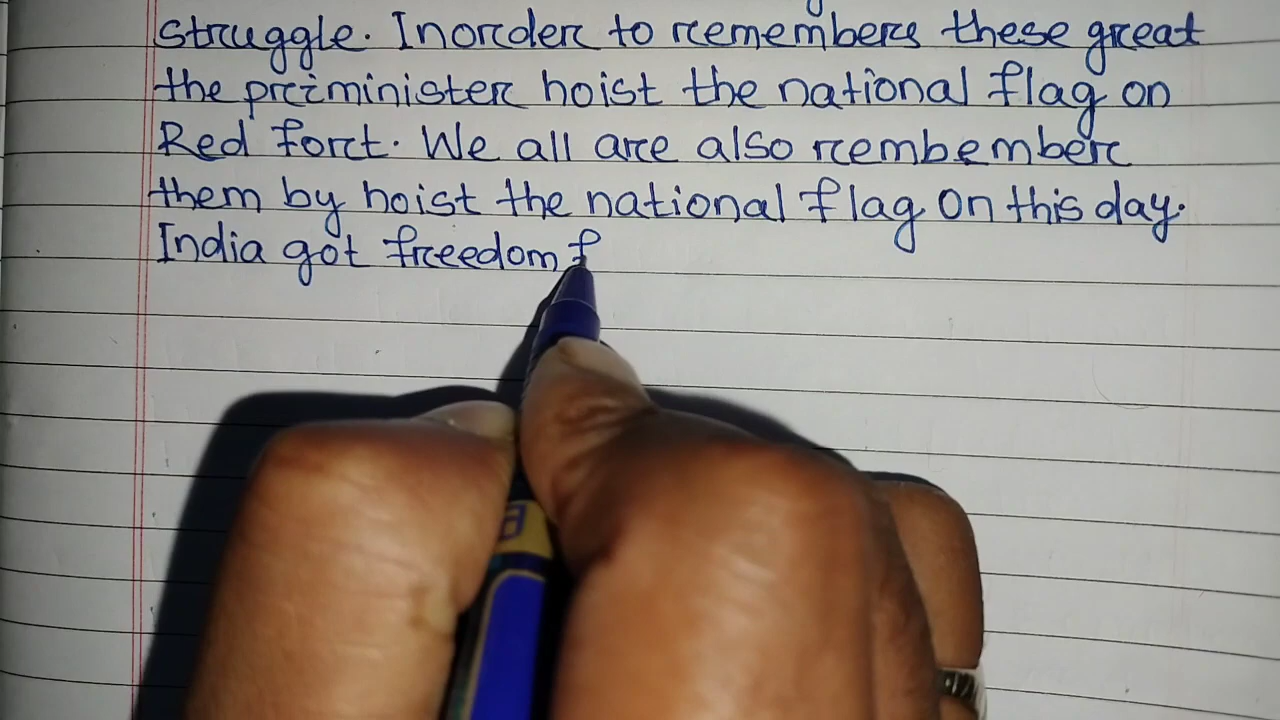 struggle. Inorder to remembers these great
the priminister hoist the national flag on
Red fort. We all are also rembember
them by hoist the national flag on this day.
India got freedom f